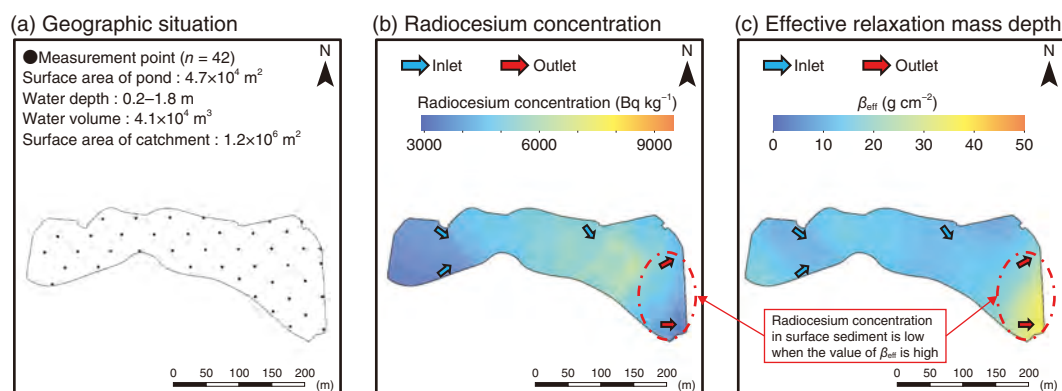 (a) Geographic situation
N
●Measurement point (n = 42)
Surface area of pond : 4.7×10⁴ m²
Water depth : 0.2–1.8 m
Water volume : 4.1×10⁴ m³
Surface area of catchment : 1.2×10⁶ m²
0 50 100 150 200
(m)
(b) Radiocesium concentration
N
Inlet Outlet
Radiocesium concentration (Bq kg⁻¹)
3000 6000 9000
0 50 100 150 200
(m)
(c) Effective relaxation mass depth
N
Inlet Outlet
βeff (g cm⁻²)
0 10 20 30 40 50
Radiocesium concentration
in surface sediment is low
when the value of βeff is high
0 50 100 150 200
(m)